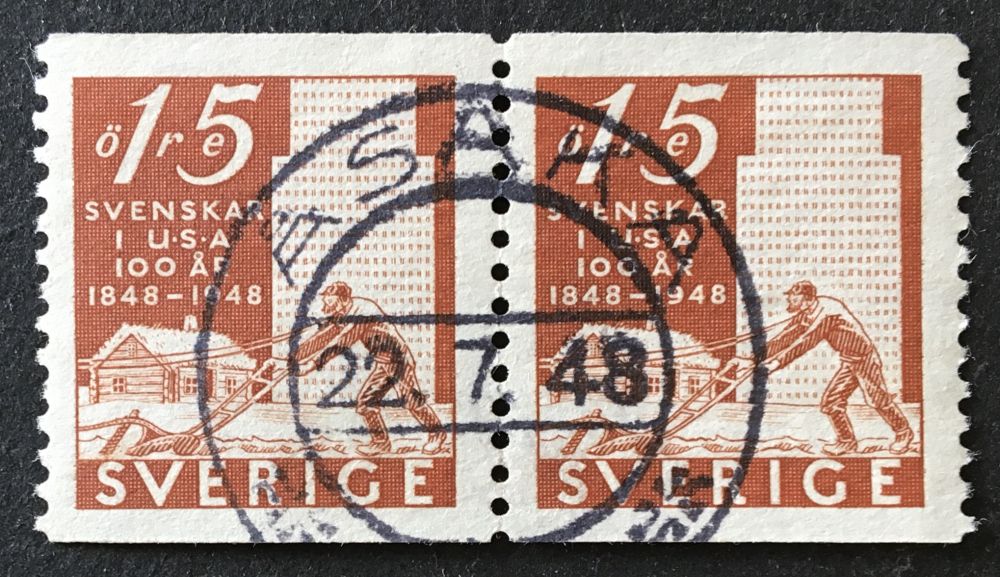 15
öre
SVENSKAR
I U·S·A
100 ÅR
1848-1948
SVERIGE
15
öre
SVENSKAR
I U·S·A
100 ÅR
1848-1948
SVERIGE
ASAKA
22. 7. 48